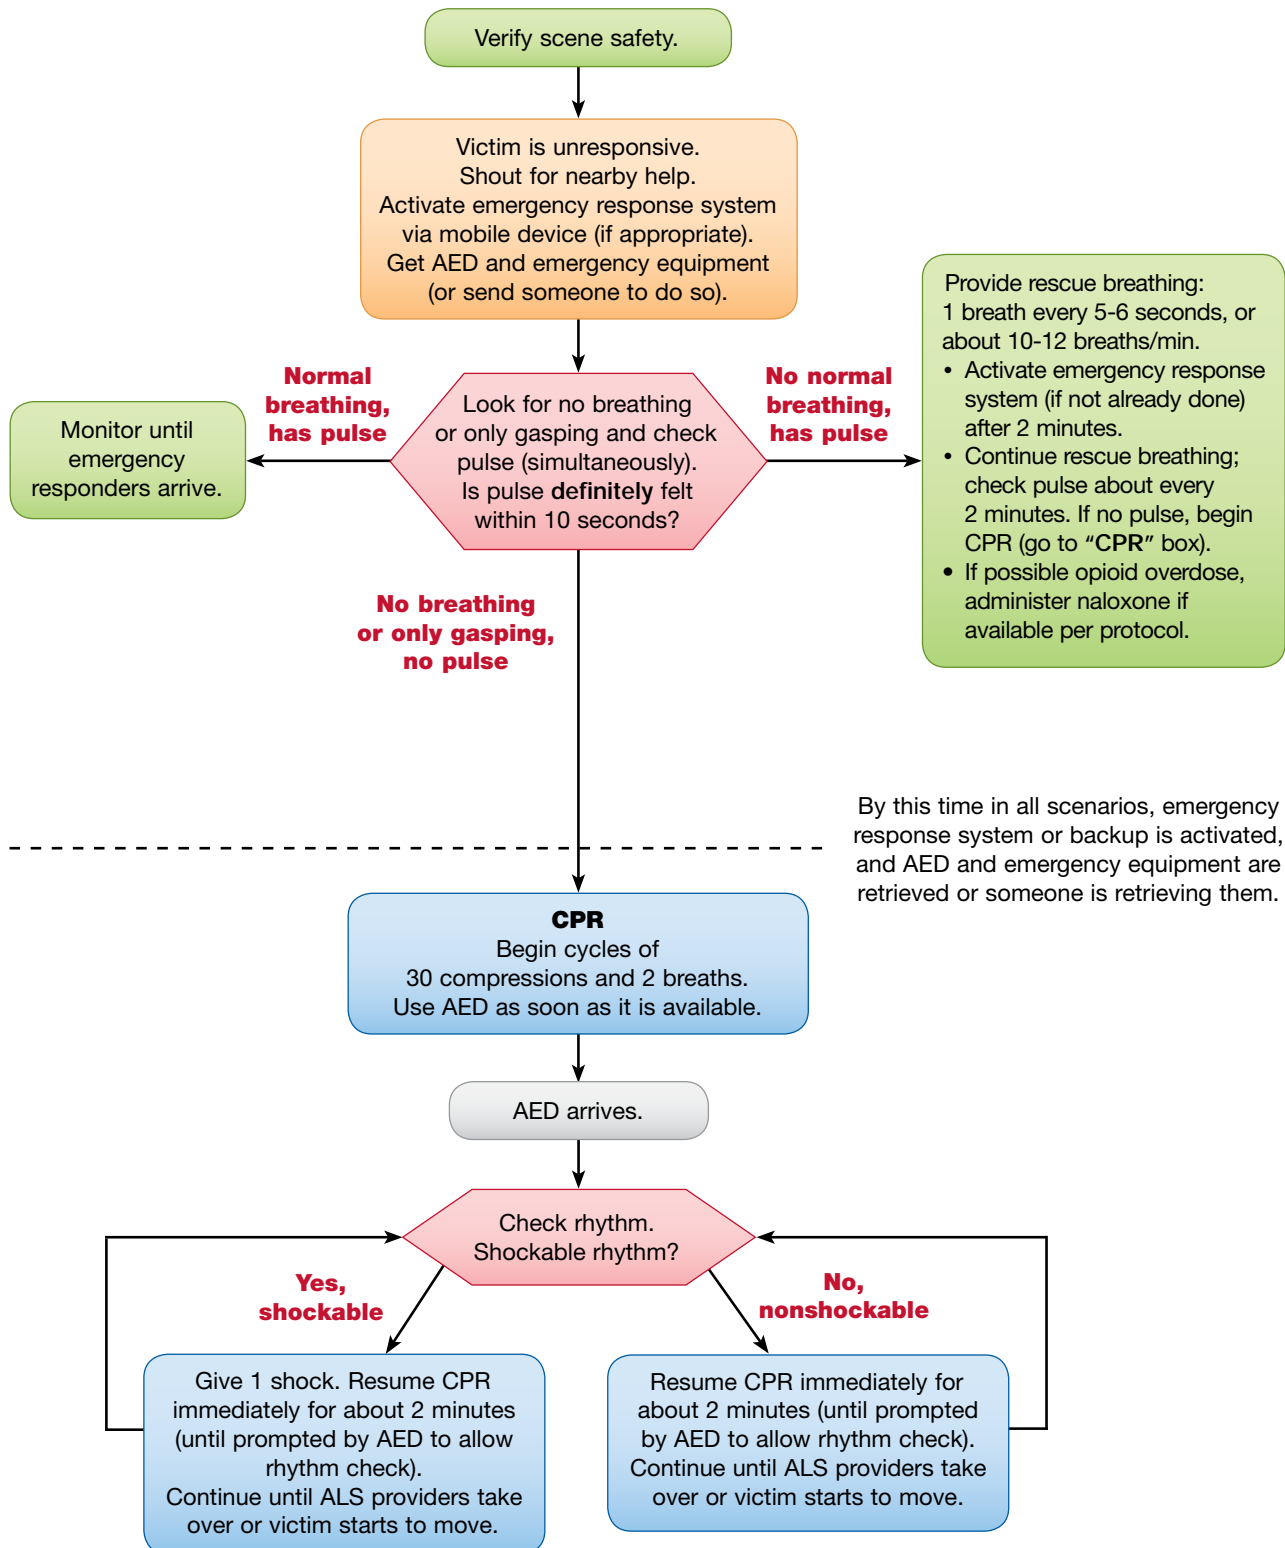 Verify scene safety.
Victim is unresponsive.
Shout for nearby help.
Activate emergency response system
via mobile device (if appropriate).
Get AED and emergency equipment
(or send someone to do so).
Normal
breathing,
has pulse
Monitor until
emergency
responders arrive.
Look for no breathing
or only gasping and check
pulse (simultaneously).
Is pulse definitely felt
within 10 seconds?
No normal
breathing,
has pulse
Provide rescue breathing:
1 breath every 5-6 seconds, or
about 10-12 breaths/min.
• Activate emergency response
system (if not already done)
after 2 minutes.
• Continue rescue breathing;
check pulse about every
2 minutes. If no pulse, begin
CPR (go to “CPR” box).
• If possible opioid overdose,
administer naloxone if
available per protocol.
No breathing
or only gasping,
no pulse
By this time in all scenarios, emergency
response system or backup is activated,
and AED and emergency equipment are
retrieved or someone is retrieving them.
CPR
Begin cycles of
30 compressions and 2 breaths.
Use AED as soon as it is available.
AED arrives.
Check rhythm.
Shockable rhythm?
Yes,
shockable
No,
nonshockable
Give 1 shock. Resume CPR
immediately for about 2 minutes
(until prompted by AED to allow
rhythm check).
Continue until ALS providers take
over or victim starts to move.
Resume CPR immediately for
about 2 minutes (until prompted
by AED to allow rhythm check).
Continue until ALS providers take
over or victim starts to move.